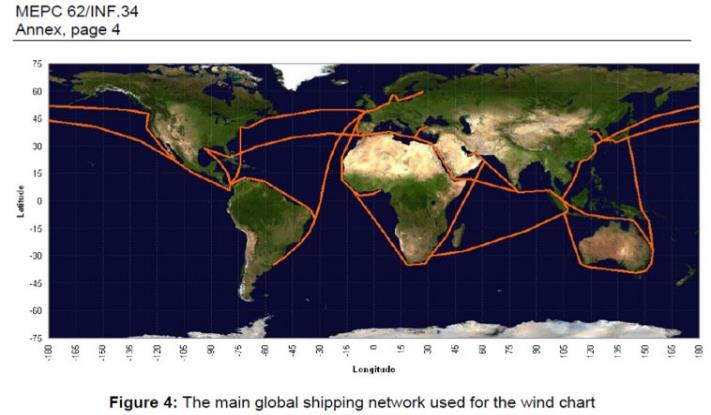 MEPC 62/INF.34
Annex, page 4
75
60
45
30
15
0
-15
-30
-45
-60
-75
Latitude
-180 -165 -150 -135 -120 -105 -90 -75 -60 -45 -30 -15 0 15 30 45 60 75 90 105 120 135 150 165 180
Longitude
Figure 4: The main global shipping network used for the wind chart